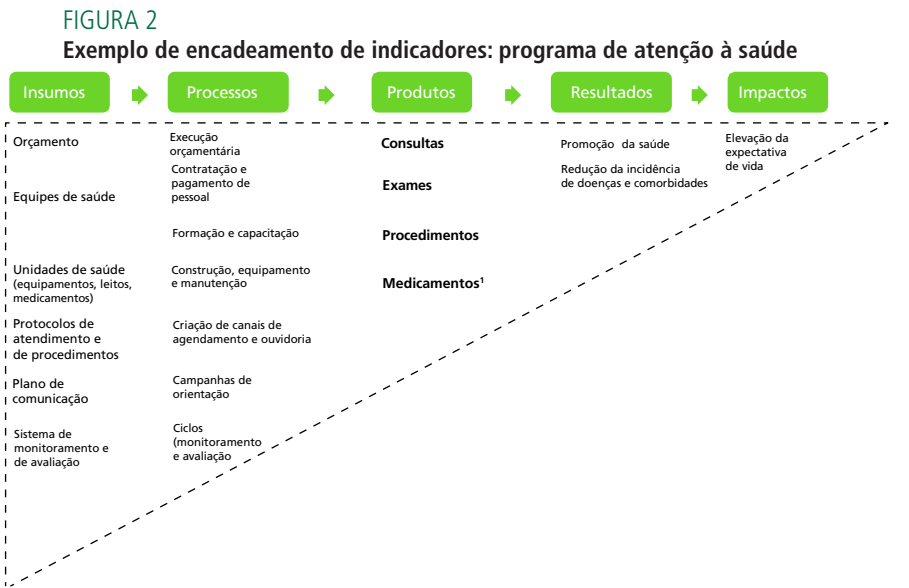 FIGURA 2
Exemplo de encadeamento de indicadores: programa de atenção à saúde
Insumos
Processos
Produtos
Resultados
Impactos
Orçamento
Equipes de saúde
Unidades de saúde
(equipamentos, leitos,
medicamentos)
Protocolos de
atendimento e
de procedimentos
Plano de
comunicação
Sistema de
monitoramento e
de avaliação
Execução
orçamentária
Contratação e
pagamento de
pessoal
Formação e capacitação
Construção, equipamento
e manutenção
Criação de canais de
agendamento e ouvidoria
Campanhas de
orientação
Ciclos
(monitoramento
e avaliação
Consultas
Exames
Procedimentos
Medicamentos¹
Promoção da saúde
Redução da incidência
de doenças e comorbidades
Elevação da
expectativa
de vida